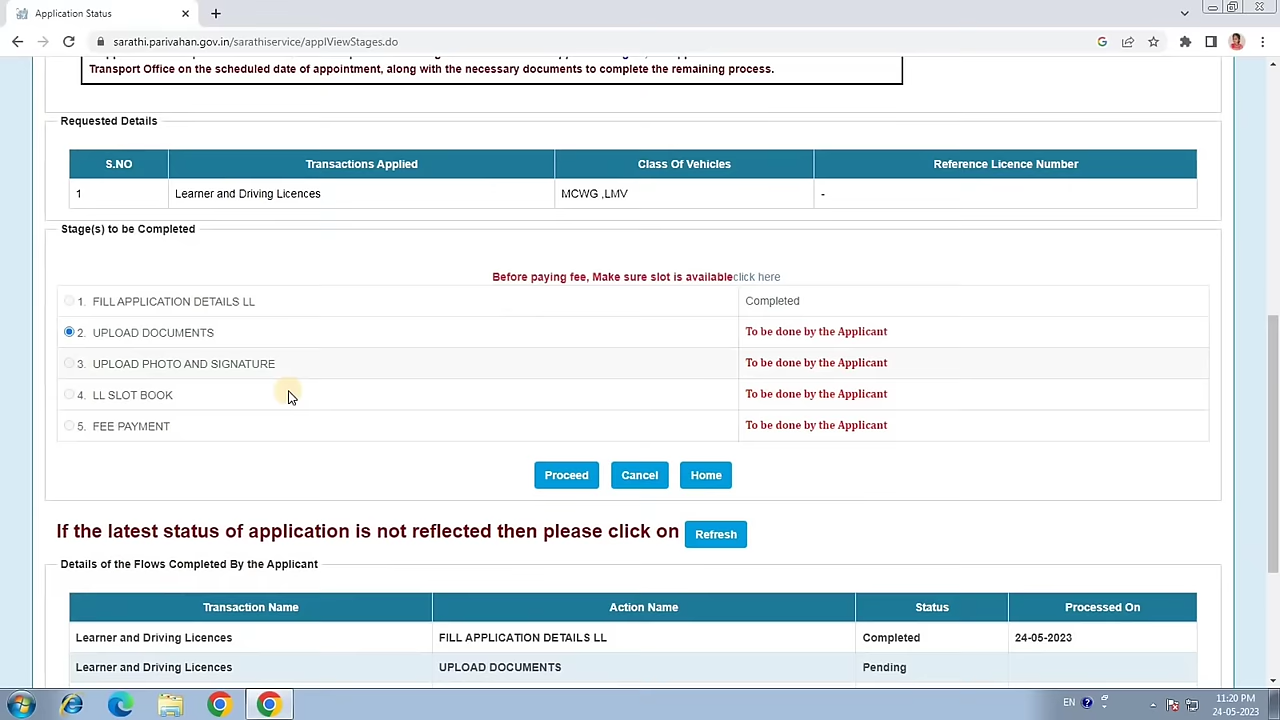 Application Status
sarathi.parivahan.gov.in/sarathiservice/applViewStages.do
Transport Office on the scheduled date of appointment, along with the necessary documents to complete the remaining process.
Requested Details
S.NO Transactions Applied Class Of Vehicles Reference Licence Number
1 Learner and Driving Licences MCWG ,LMV -
Stage(s) to be Completed
Before paying fee, Make sure slot is availableclick here
1. FILL APPLICATION DETAILS LL Completed
2. UPLOAD DOCUMENTS To be done by the Applicant
3. UPLOAD PHOTO AND SIGNATURE To be done by the Applicant
4. LL SLOT BOOK To be done by the Applicant
5. FEE PAYMENT To be done by the Applicant
Proceed Cancel Home
If the latest status of application is not reflected then please click on Refresh
Details of the Flows Completed By the Applicant
Transaction Name Action Name Status Processed On
Learner and Driving Licences FILL APPLICATION DETAILS LL Completed 24-05-2023
Learner and Driving Licences UPLOAD DOCUMENTS Pending
EN 11:20 PM
24-05-2023